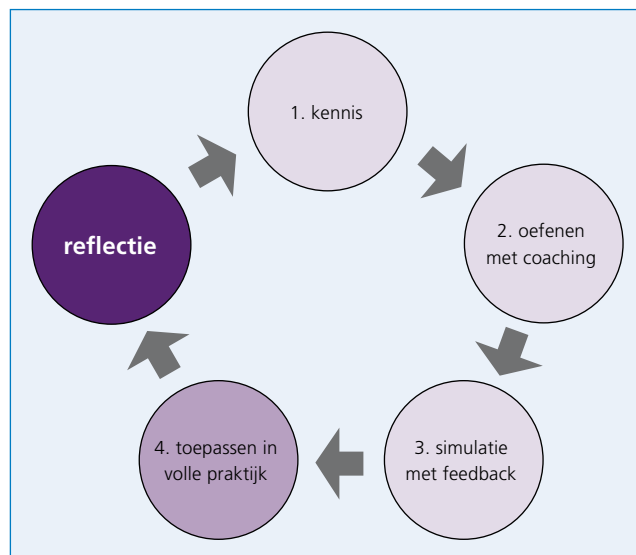 1. kennis
2. oefenen
met coaching
3. simulatie
met feedback
4. toepassen in
volle praktijk
reflectie